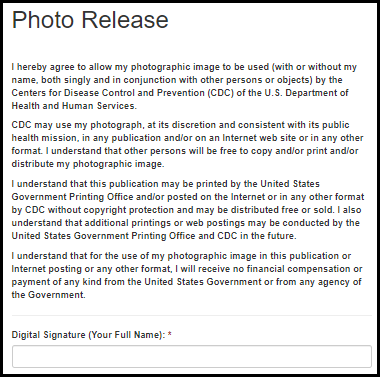 Photo Release
I hereby agree to allow my photographic image to be used (with or without my
name, both singly and in conjunction with other persons or objects) by the
Centers for Disease Control and Prevention (CDC) of the U.S. Department of
Health and Human Services.
CDC may use my photograph, at its discretion and consistent with its public
health mission, in any publication and/or on an Internet web site or in any other
format. I understand that other persons will be free to copy and/or print and/or
distribute my photographic image.
I understand that this publication may be printed by the United States
Government Printing Office and/or posted on the Internet or in any other format
by CDC without copyright protection and may be distributed free or sold. I also
understand that additional printings or web postings may be conducted by the
United States Government Printing Office and CDC in the future.
I understand that for the use of my photographic image in this publication or
Internet posting or any other format, I will receive no financial compensation or
payment of any kind from the United States Government or from any agency of
the Government.
Digital Signature (Your Full Name): *